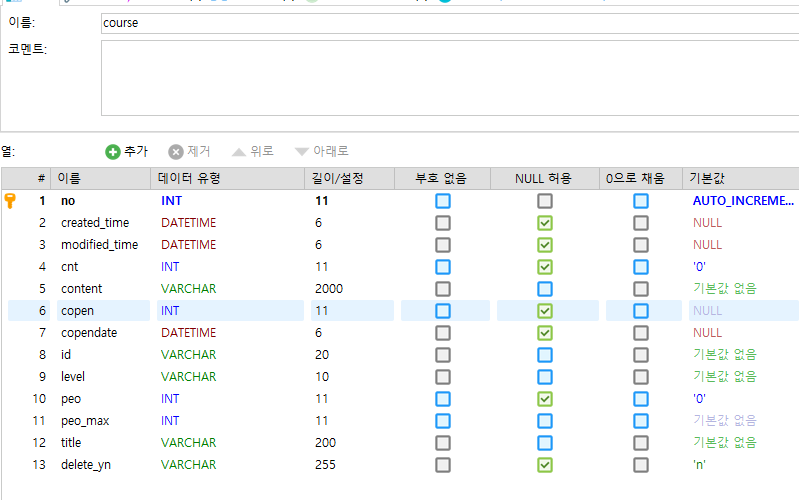 이름: course
코멘트:
열: 추가 제거 위로 아래로
# 이름 데이터 유형 길이/설정 부호 없음 NULL 허용 0으로 채움 기본값
1 no INT 11 AUTO_INCREME...
2 created_time DATETIME 6 NULL
3 modified_time DATETIME 6 NULL
4 cnt INT 11 '0'
5 content VARCHAR 2000 기본값 없음
6 copen INT 11 NULL
7 copendate DATETIME 6 NULL
8 id VARCHAR 20 기본값 없음
9 level VARCHAR 10 기본값 없음
10 peo INT 11 '0'
11 peo_max INT 11 기본값 없음
12 title VARCHAR 200 기본값 없음
13 delete_yn VARCHAR 255 'n'